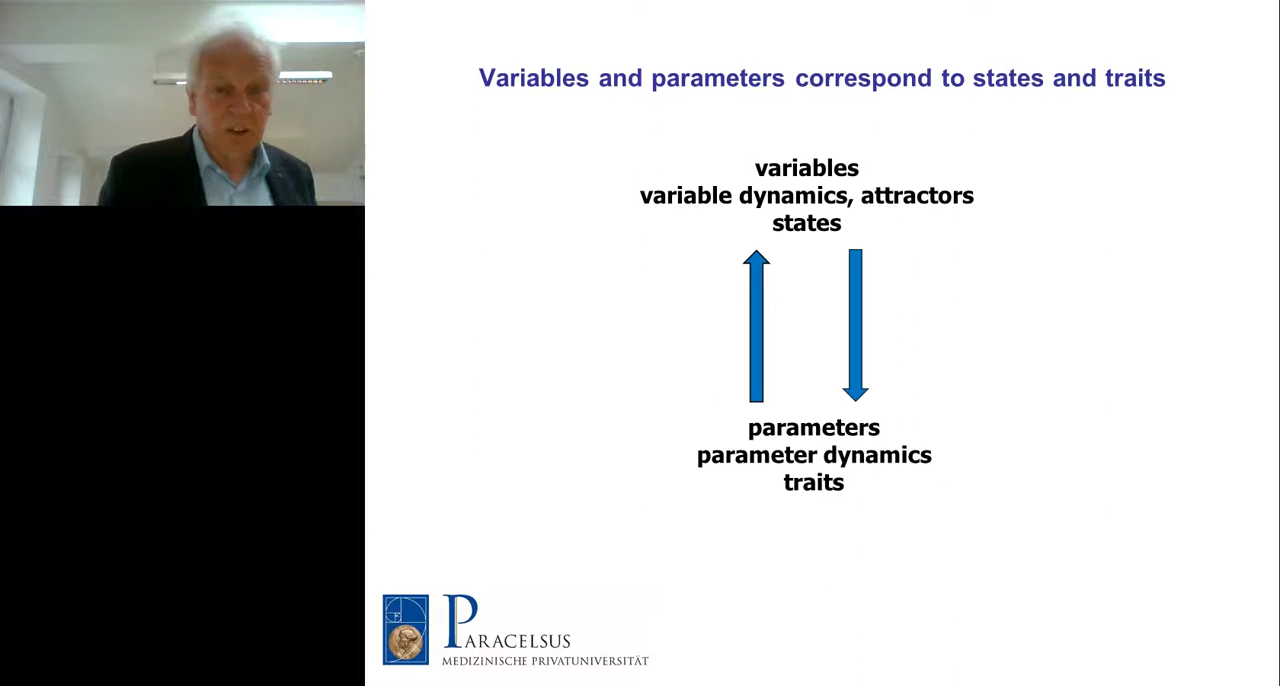 Variables and parameters correspond to states and traits
variables
variable dynamics, attractors
states
parameters
parameter dynamics
traits
PARACELSUS
MEDIZINISCHE PRIVATUNIVERSITÄT